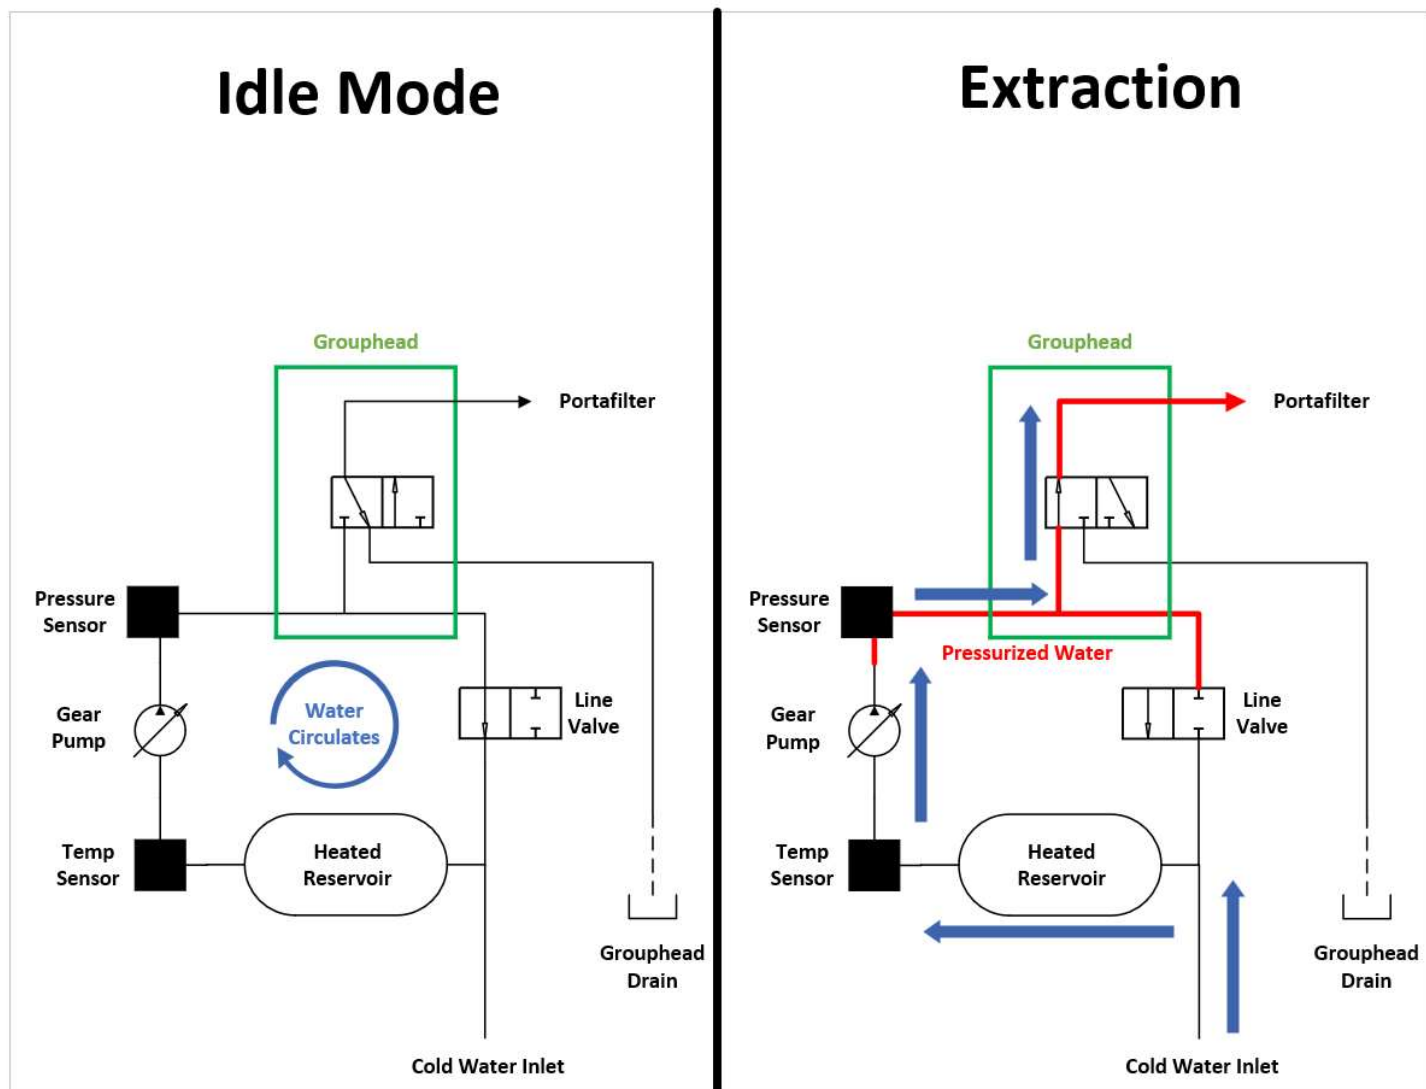 Idle Mode
Grouphead
Portafilter
Pressure
Sensor
Water
Circulates
Gear
Pump
Line
Valve
Temp
Sensor
Heated
Reservoir
Grouphead
Drain
Cold Water Inlet
Extraction
Grouphead
Portafilter
Pressure
Sensor
Pressurized Water
Gear
Pump
Line
Valve
Temp
Sensor
Heated
Reservoir
Grouphead
Drain
Cold Water Inlet